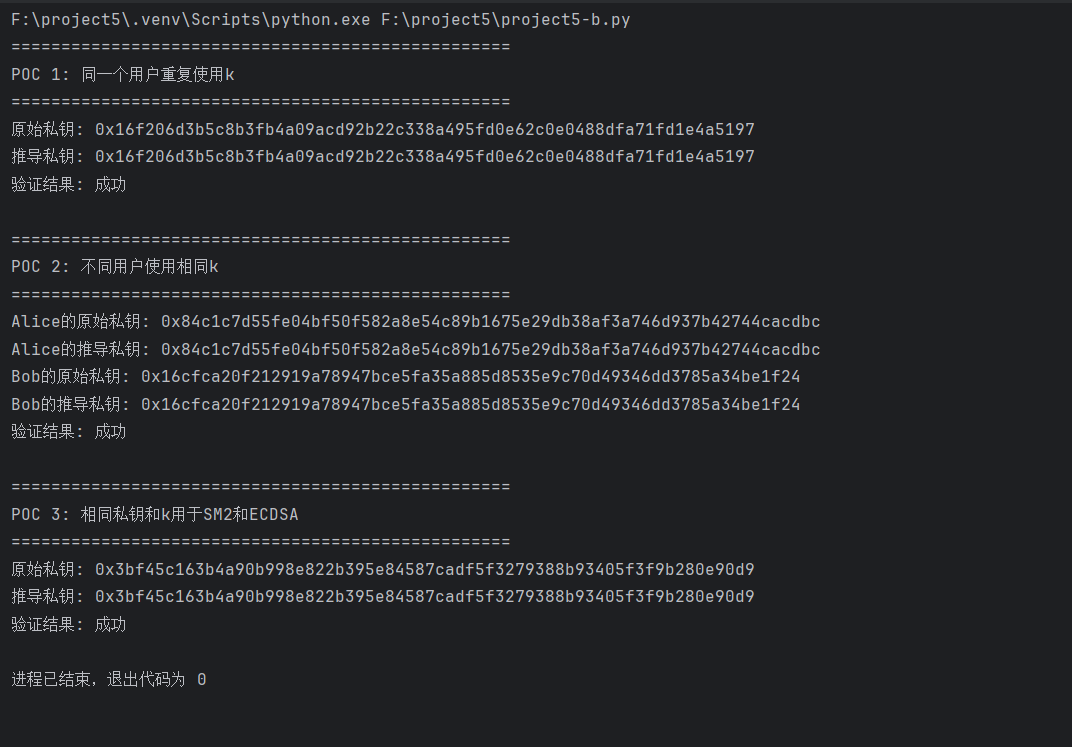 F:\project5\.venv\Scripts\python.exe F:\project5\project5-b.py
==================================================
POC 1: 同一个用户重复使用k
==================================================
原始私钥: 0x16f206d3b5c8b3fb4a09acd92b22c338a495fd0e62c0e0488dfa71fd1e4a5197
推导私钥: 0x16f206d3b5c8b3fb4a09acd92b22c338a495fd0e62c0e0488dfa71fd1e4a5197
验证结果: 成功
==================================================
POC 2: 不同用户使用相同k
==================================================
Alice的原始私钥: 0x84c1c7d55fe04bf50f582a8e54c89b1675e29db38af3a746d937b42744cacdbc
Alice的推导私钥: 0x84c1c7d55fe04bf50f582a8e54c89b1675e29db38af3a746d937b42744cacdbc
Bob的原始私钥: 0x16cfca20f212919a78947bce5fa35a885d8535e9c70d49346dd3785a34be1f24
Bob的推导私钥: 0x16cfca20f212919a78947bce5fa35a885d8535e9c70d49346dd3785a34be1f24
验证结果: 成功
==================================================
POC 3: 相同私钥和k用于SM2和ECDSA
==================================================
原始私钥: 0x3bf45c163b4a90b998e822b395e84587cadf5f3279388b93405f3f9b280e90d9
推导私钥: 0x3bf45c163b4a90b998e822b395e84587cadf5f3279388b93405f3f9b280e90d9
验证结果: 成功
进程已结束，退出代码为 0